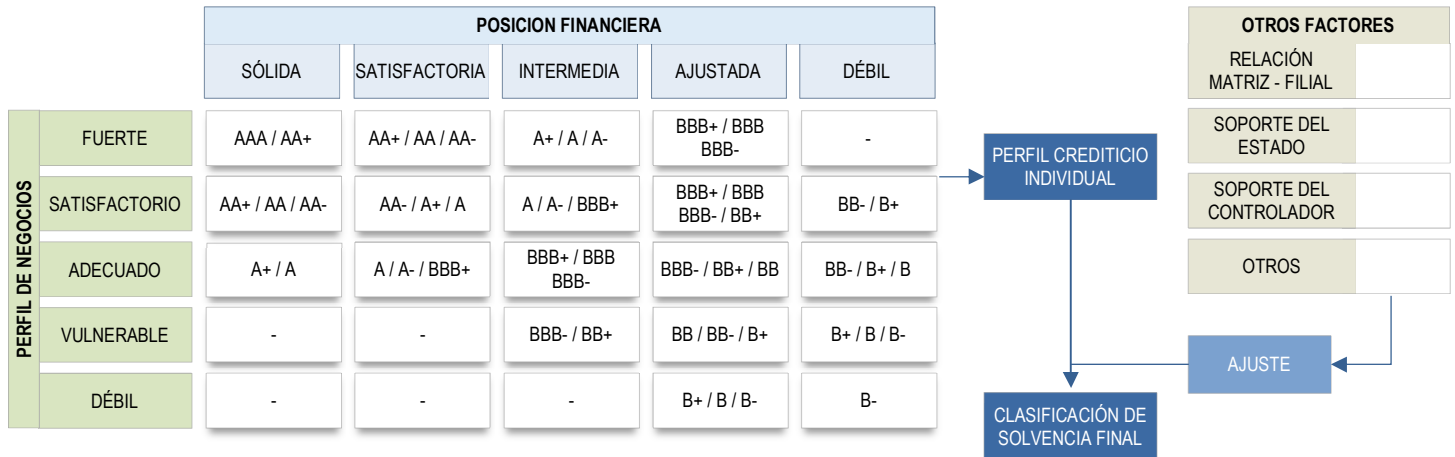 POSICION FINANCIERA
SÓLIDA
SATISFACTORIA
INTERMEDIA
AJUSTADA
DÉBIL
PERFIL DE NEGOCIOS
FUERTE
AAA / AA+
AA+ / AA / AA-
A+ / A / A-
BBB+ / BBB
BBB-
-
SATISFACTORIO
AA+ / AA / AA-
AA- / A+ / A
A / A- / BBB+
BBB+ / BBB
BBB- / BB+
BB- / B+
ADECUADO
A+ / A
A / A- / BBB+
BBB+ / BBB
BBB-
BBB- / BB+ / BB
BB- / B+ / B
VULNERABLE
-
-
BBB- / BB+
BB / BB- / B+
B+ / B / B-
DÉBIL
-
-
-
B+ / B / B-
B-
PERFIL CREDITICIO
INDIVIDUAL
CLASIFICACIÓN DE
SOLVENCIA FINAL
OTROS FACTORES
RELACIÓN
MATRIZ - FILIAL
SOPORTE DEL
ESTADO
SOPORTE DEL
CONTROLADOR
OTROS
AJUSTE